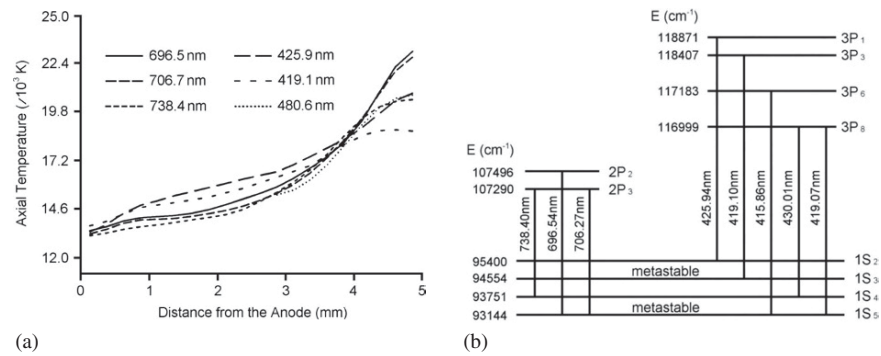 25.0
22.4
19.8
17.2
14.6
12.0
Axial Temperature (/10³ K)
696.5 nm
706.7 nm
738.4 nm
425.9 nm
419.1 nm
480.6 nm
0
1
2
3
4
5
Distance from the Anode (mm)
(a)
E (cm⁻¹)
118871
3P₁
118407
3P₃
117183
3P₆
116999
3P₈
E (cm⁻¹)
107496
2P₂
107290
2P₃
738.40nm
696.54nm
706.27nm
425.94nm
419.10nm
415.86nm
430.01nm
419.07nm
95400
1S₂
metastable
94554
1S₃
93751
1S₄
metastable
93144
1S₅
(b)